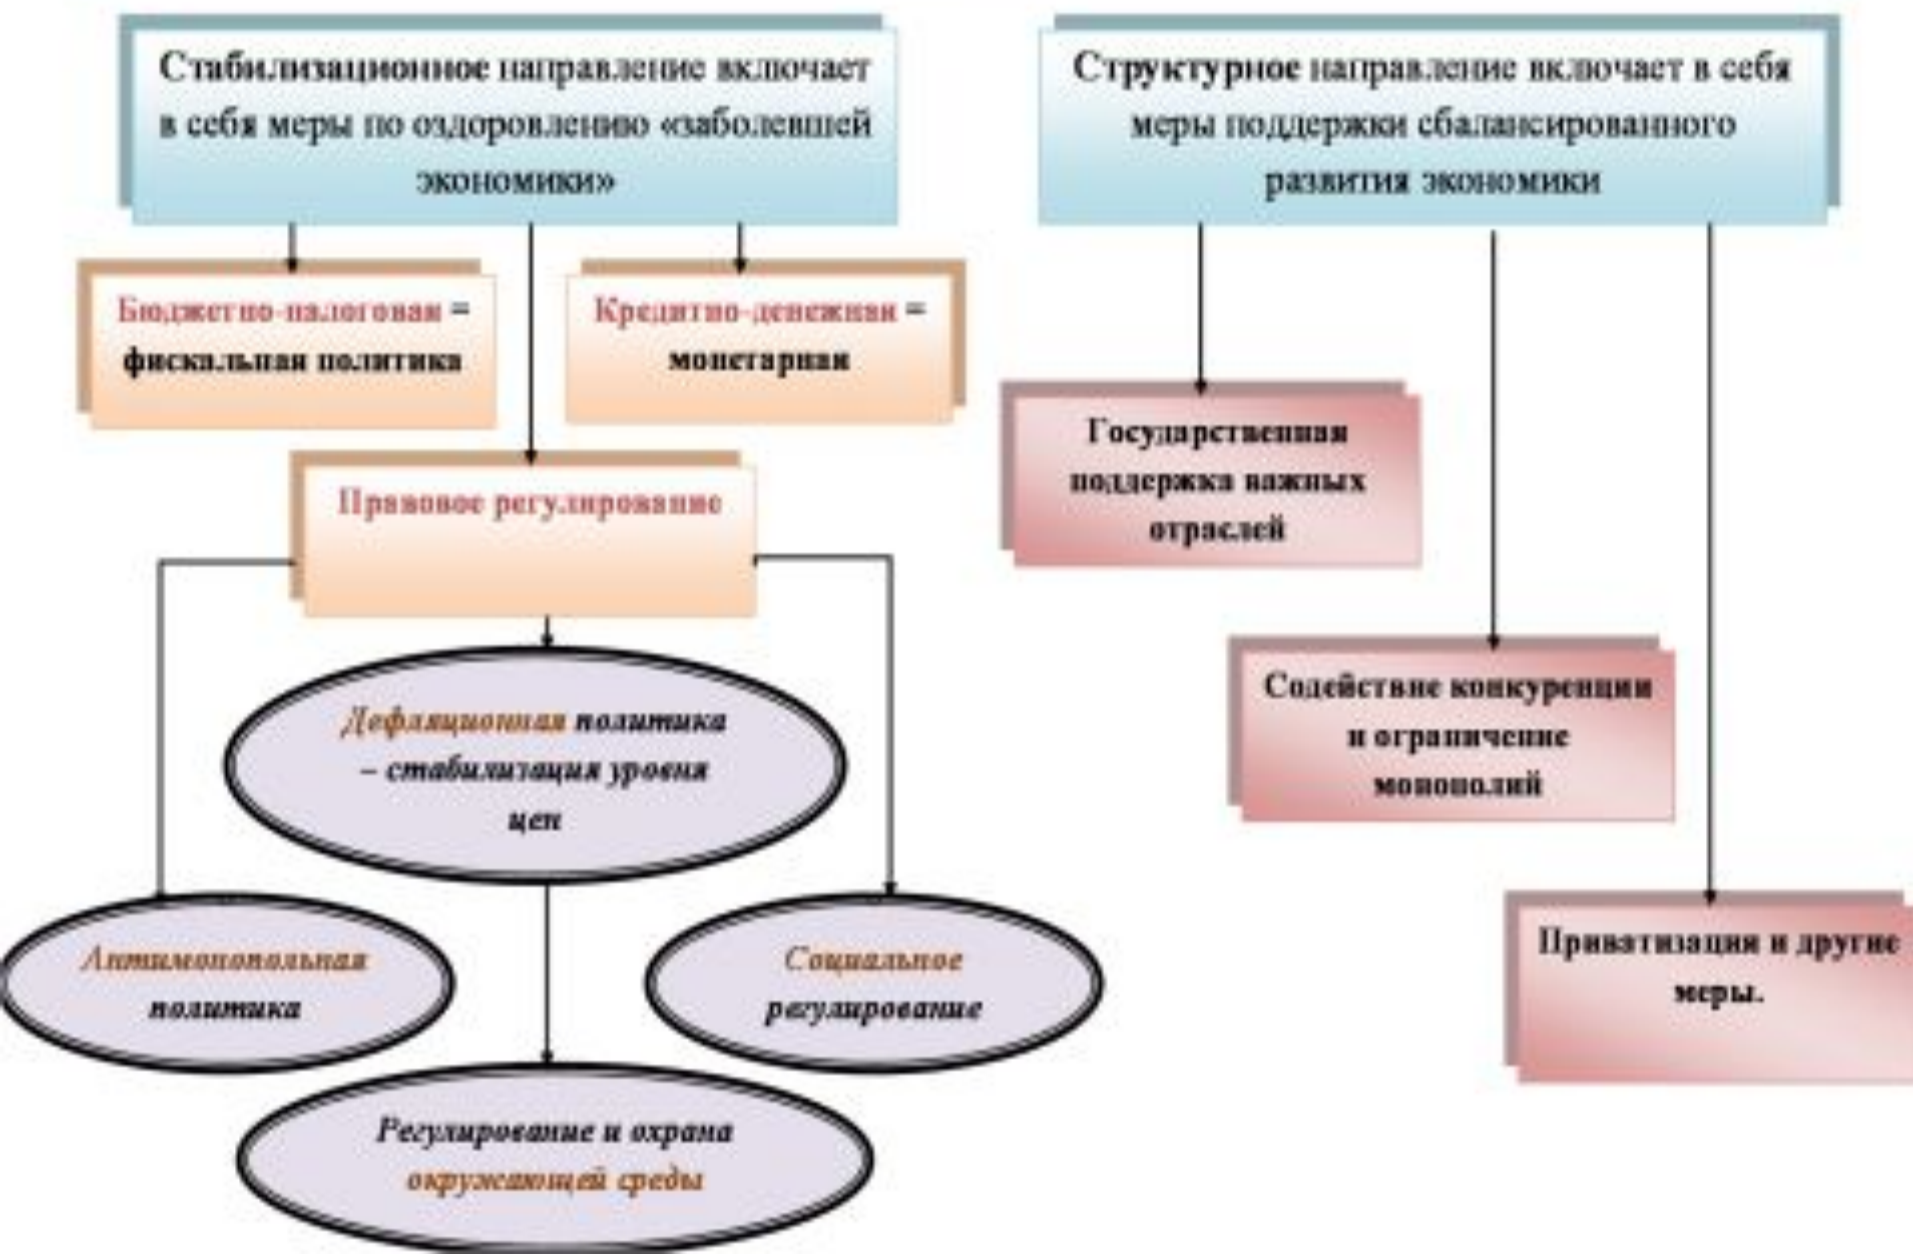 Стабилизационное направление включает
в себя меры по оздоровлению «заболевшей
экономики»
Бюджетно-налоговая =
фискальная политика
Кредитно-денежная =
монетарная
Правовое регулирование
Дефляционная политика
– стабилизация уровня
цен
Антимонопольная
политика
Социальное
регулирование
Регулирование и охрана
окружающей среды
Структурное направление включает в себя
меры поддержки сбалансированного
развития экономики
Государственная
поддержка важных
отраслей
Содействие конкуренции
и ограничение
монополий
Приватизация и другие
меры.